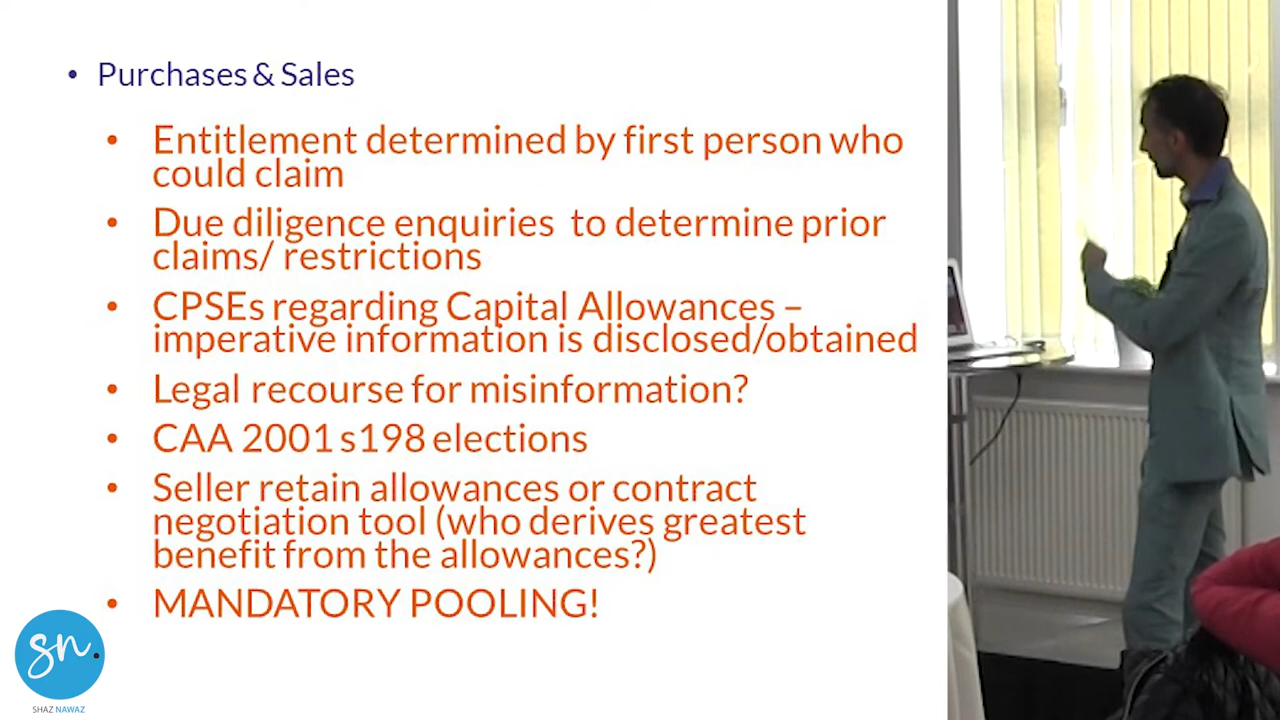 • Purchases & Sales
• Entitlement determined by first person who
could claim
• Due diligence enquiries to determine prior
claims/ restrictions
• CPSEs regarding Capital Allowances –
imperative information is disclosed/obtained
• Legal recourse for misinformation?
• CAA 2001 s198 elections
• Seller retain allowances or contract
negotiation tool (who derives greatest
benefit from the allowances?)
• MANDATORY POOLING!
sn.
SHAZ NAWAZ